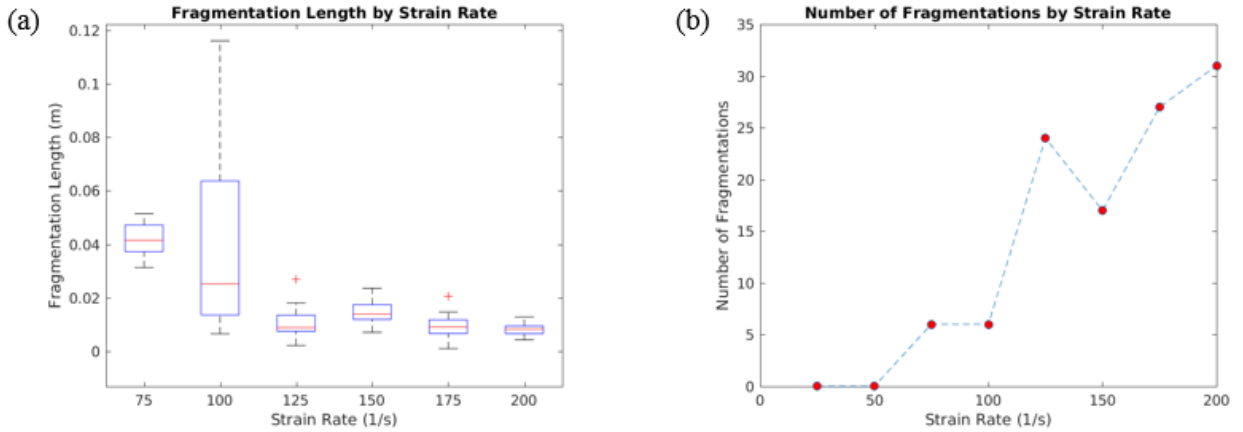 (a)
Fragmentation Length by Strain Rate
0.12
0.1
0.08
0.06
0.04
0.02
0
Fragmentation Length (m)
75 100 125 150 175 200
Strain Rate (1/s)
(b)
Number of Fragmentations by Strain Rate
35
30
25
20
15
10
5
0
Number of Fragmentations
0 50 100 150 200
Strain Rate (1/s)